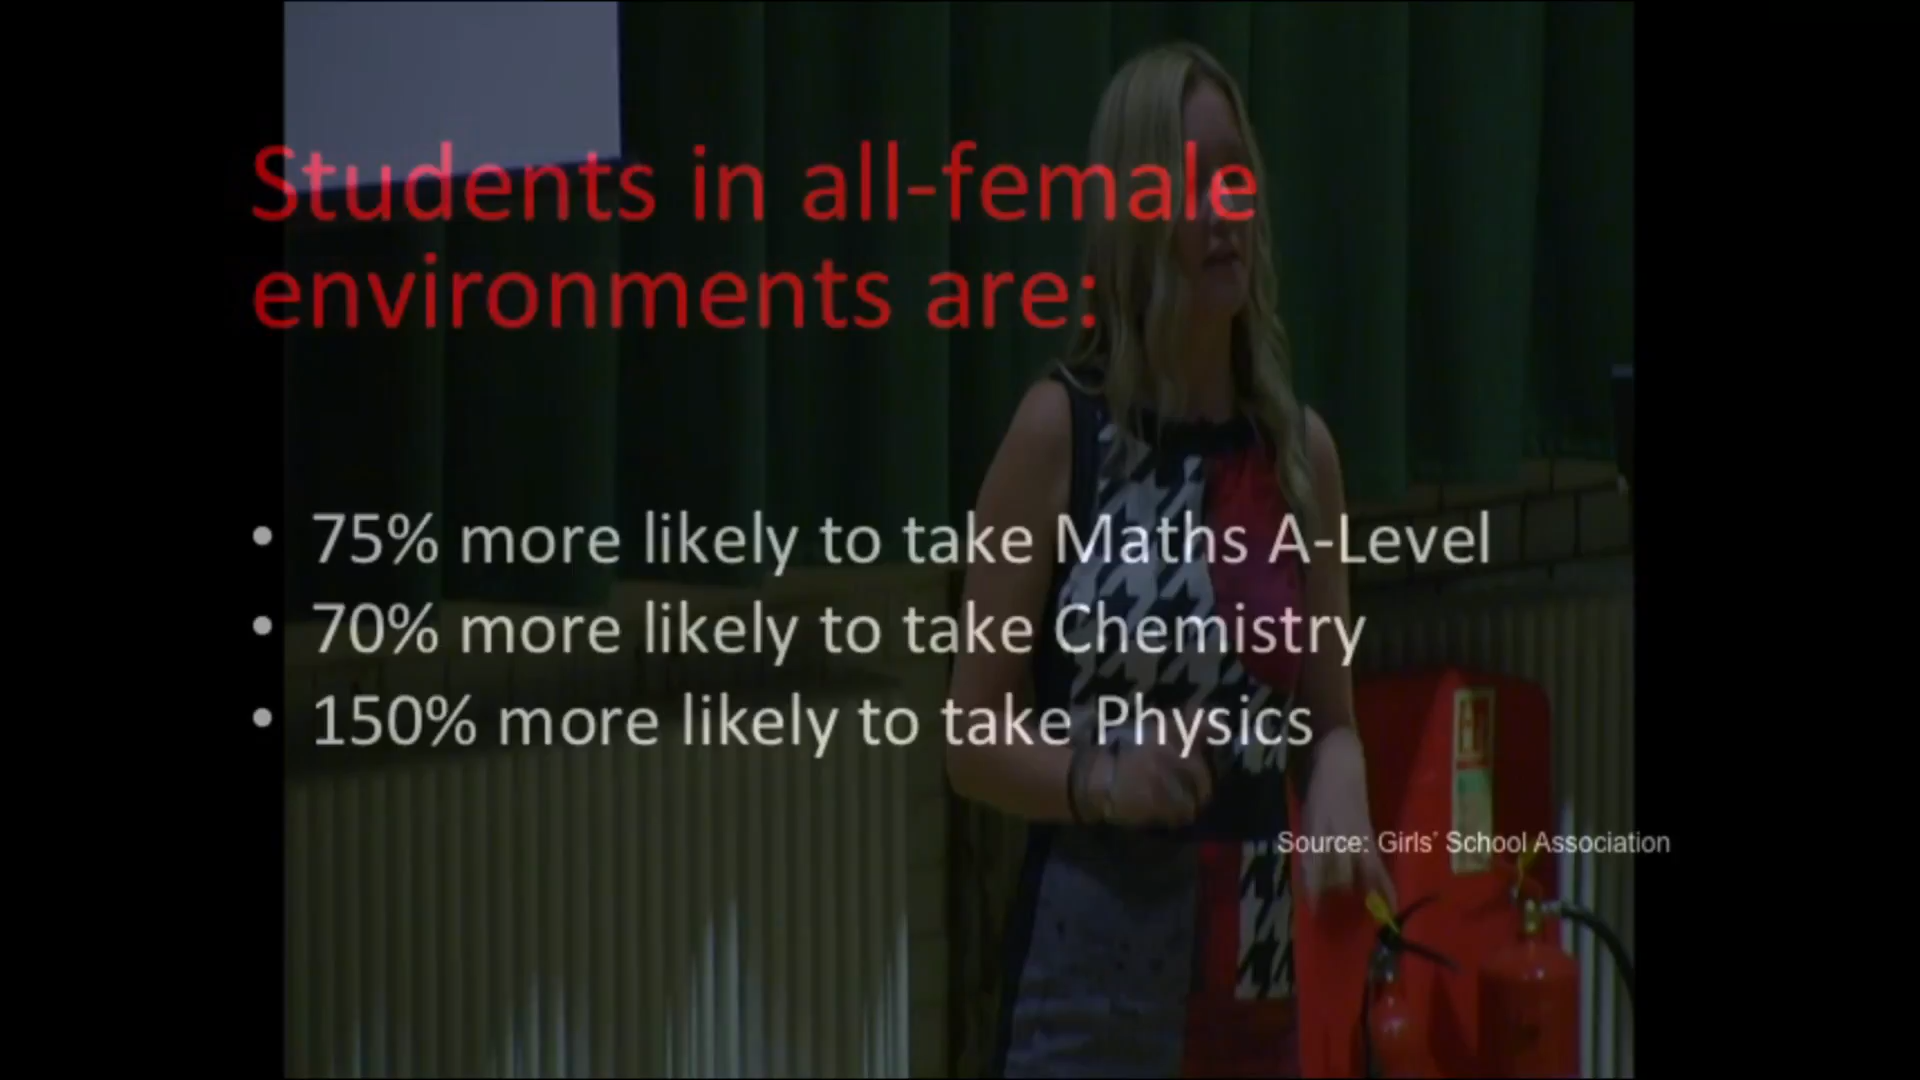 Students in all-female
environments are:
• 75% more likely to take Maths A-Level
• 70% more likely to take Chemistry
• 150% more likely to take Physics
Source: Girls’ School Association